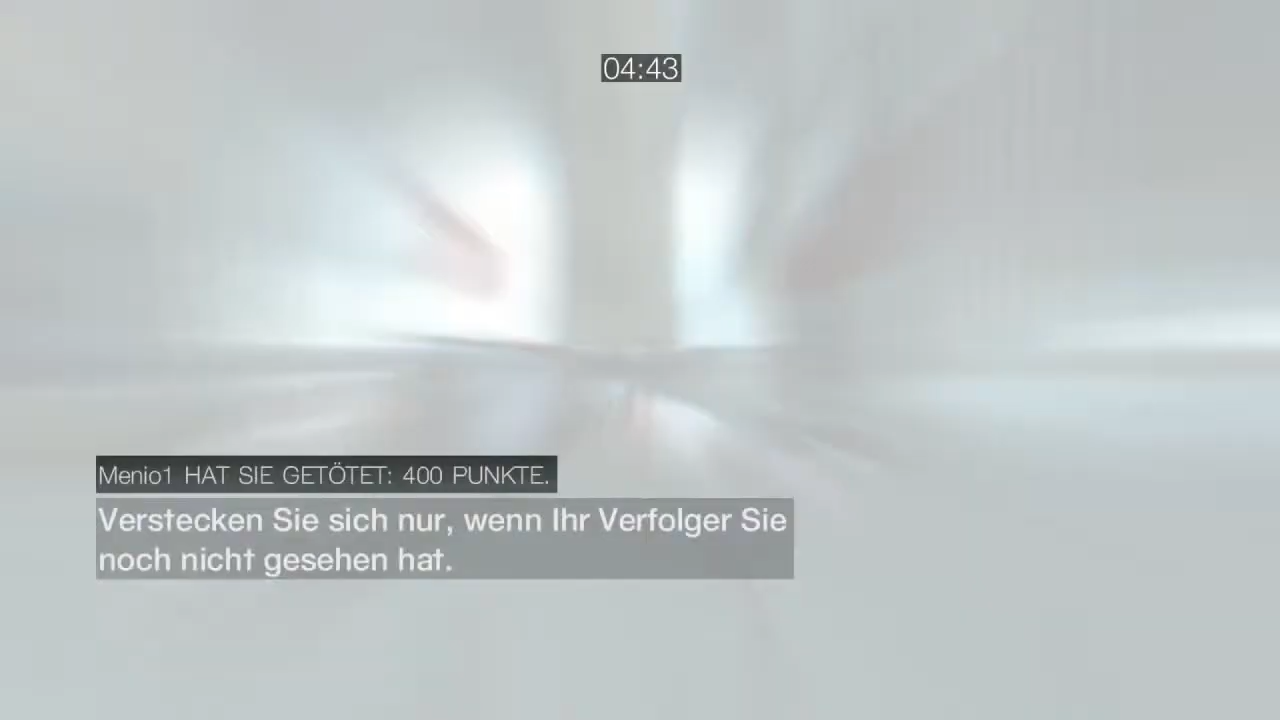 04:43
Menio1 HAT SIE GETÖTET: 400 PUNKTE.
Verstecken Sie sich nur, wenn Ihr Verfolger Sie
noch nicht gesehen hat.